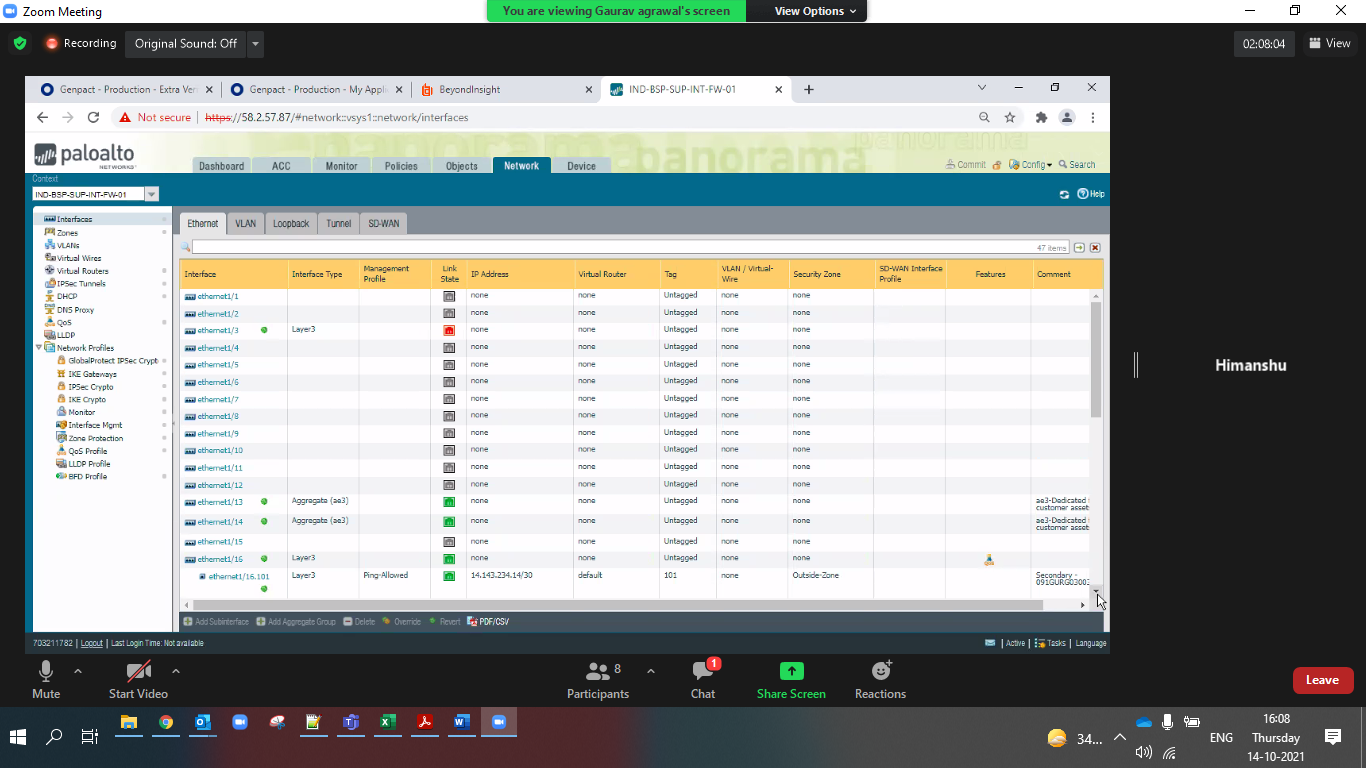 Zoom Meeting
You are viewing Gaurav agrawal's screen
View Options
Recording
Original Sound: Off
02:08:04
View
Genpact - Production - Extra Ver
Genpact - Production - My Appl
BeyondInsight
IND-BSP-SUP-INT-FW-01
Not secure
https://58.2.57.87/#network::vsys1::network/interfaces
paloalto
NETWORKS
panorama
Dashboard
ACC
Monitor
Policies
Objects
Network
Device
Commit
Config
Search
Context
IND-BSP-SUP-INT-FW-01
Help
Interfaces
Zones
VLANs
Virtual Wires
Virtual Routers
IPSec Tunnels
DHCP
DNS Proxy
QoS
LLDP
Network Profiles
GlobalProtect IPSec Crypt
IKE Gateways
IPSec Crypto
IKE Crypto
Monitor
Interface Mgmt
Zone Protection
QoS Profile
LLDP Profile
BFD Profile
Ethernet
VLAN
Loopback
Tunnel
SD-WAN
47 items
Interface Interface Type Management Profile Link State IP Address Virtual Router Tag VLAN / Virtual-Wire Security Zone SD-WAN Interface Profile Features Comment
ethernet1/1 none none Untagged none none
ethernet1/2
ethernet1/3 Layer3 none none Untagged none none
ethernet1/4 none none Untagged none none
ethernet1/5 none none Untagged none none
ethernet1/6 none none Untagged none none
ethernet1/7 none none Untagged none none
ethernet1/8 none none Untagged none none
ethernet1/9 none none Untagged none none
ethernet1/10 none none Untagged none none
ethernet1/11 none none Untagged none none
ethernet1/12 none none Untagged none none
ethernet1/13 Aggregate (ae3) none none Untagged none none ae3-Dedicated customer asset
ethernet1/14 Aggregate (ae3) none none Untagged none none ae3-Dedicated customer asset
ethernet1/15 none none Untagged none none
ethernet1/16 Layer3 none none Untagged none none
ethernet1/16.101 Layer3 Ping-Allowed 14.143.234.14/30 default 101 none Outside-Zone Secondary - 091GURG03003
Add Subinterface
Add Aggregate Group
Delete
Override
Revert
PDF/CSV
703211782 | Logout | Last Login Time: Not available
| Active | Tasks | Language
Himanshu
Mute
Start Video
8
Participants
1
Chat
Share Screen
Reactions
Leave
34...
ENG
16:08
Thursday
14-10-2021